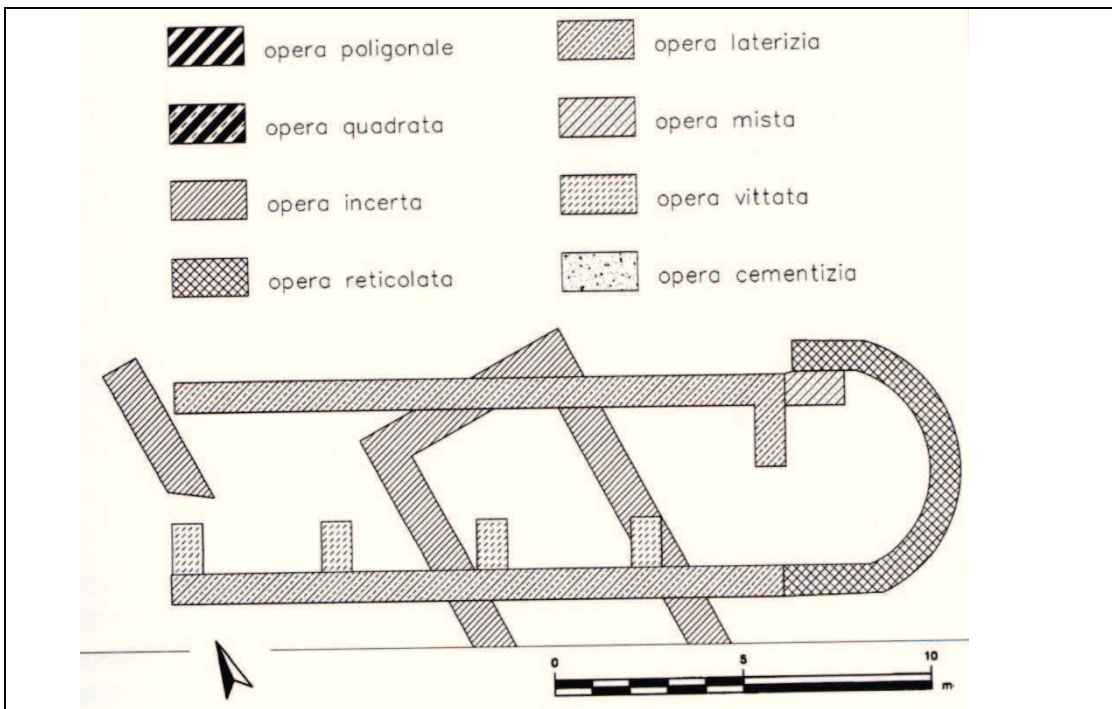 opera poligonale
opera quadrata
opera incerta
opera reticolata
opera laterizia
opera mista
opera vittata
opera cementizia
0 5 10
m